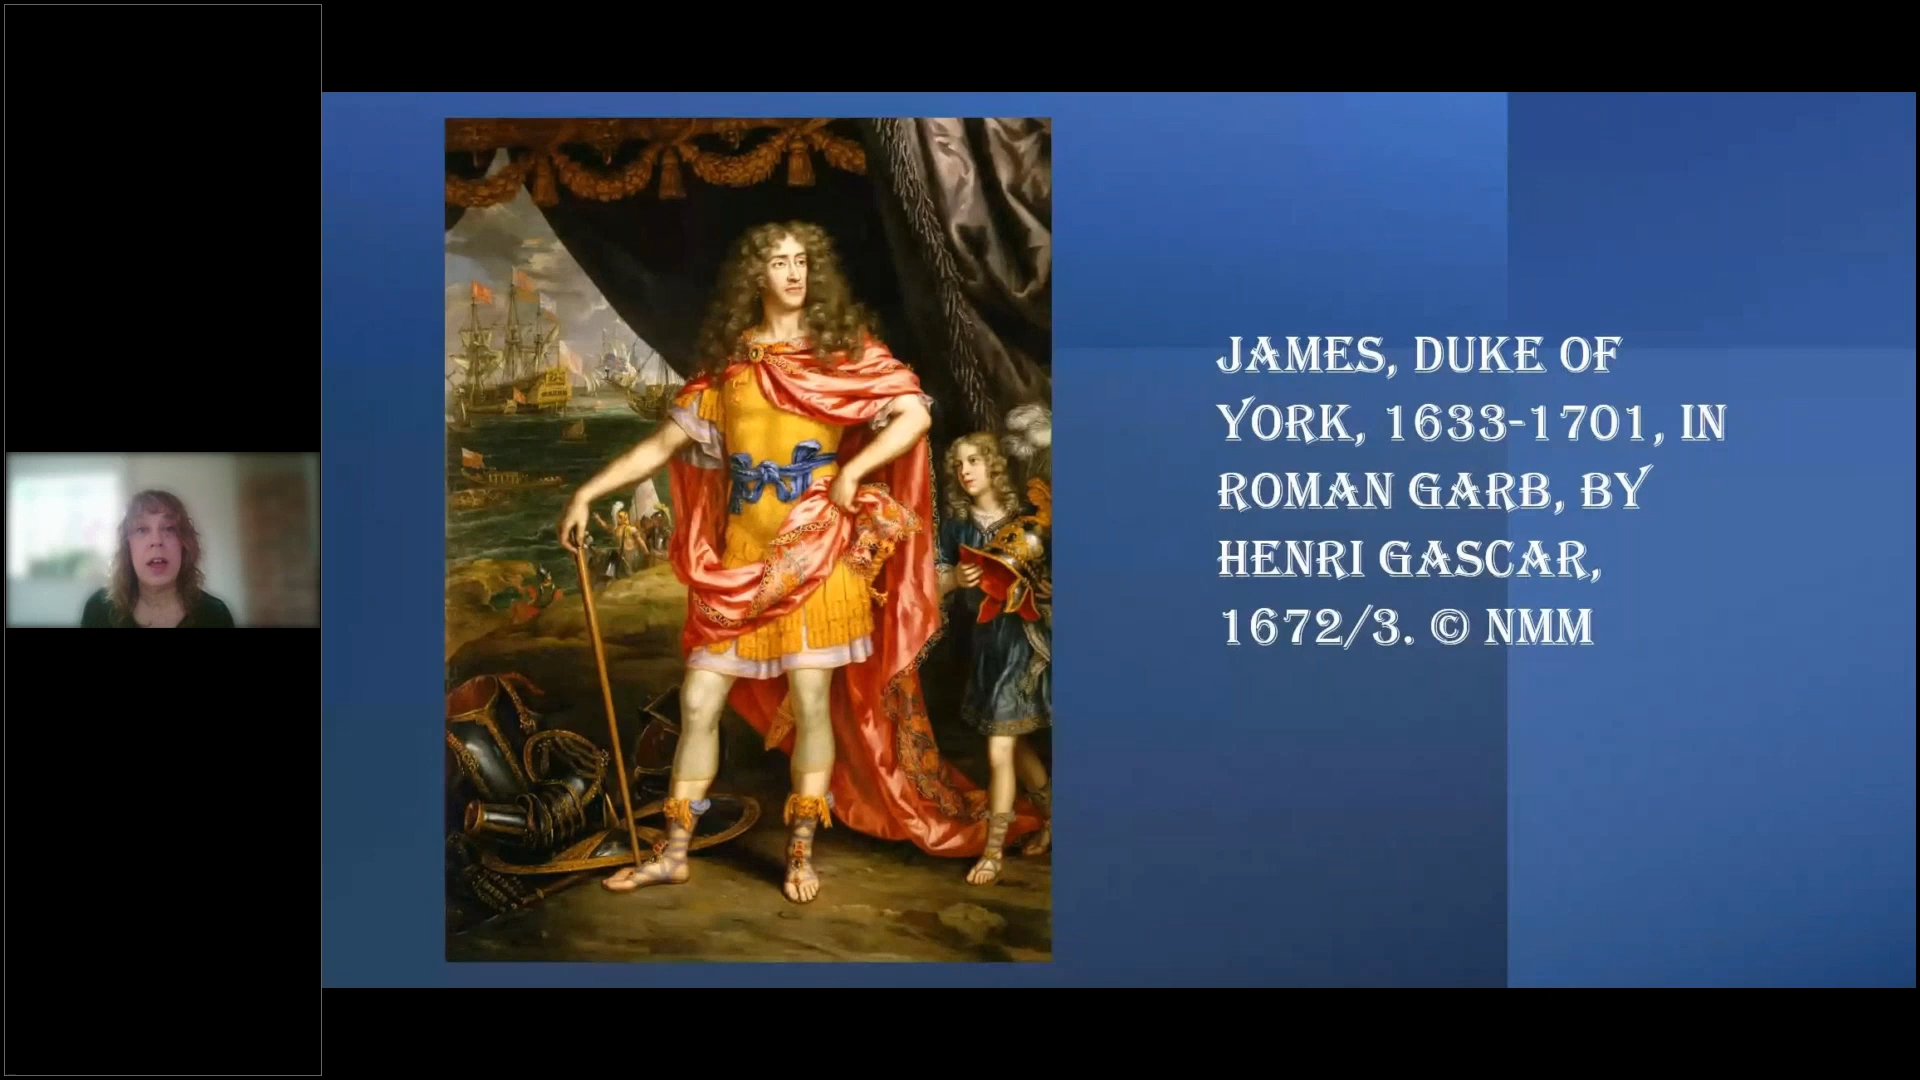 JAMES, DUKE OF
YORK, 1633-1701, IN
ROMAN GARB, BY
HENRI GASCAR,
1672/3. © NMM